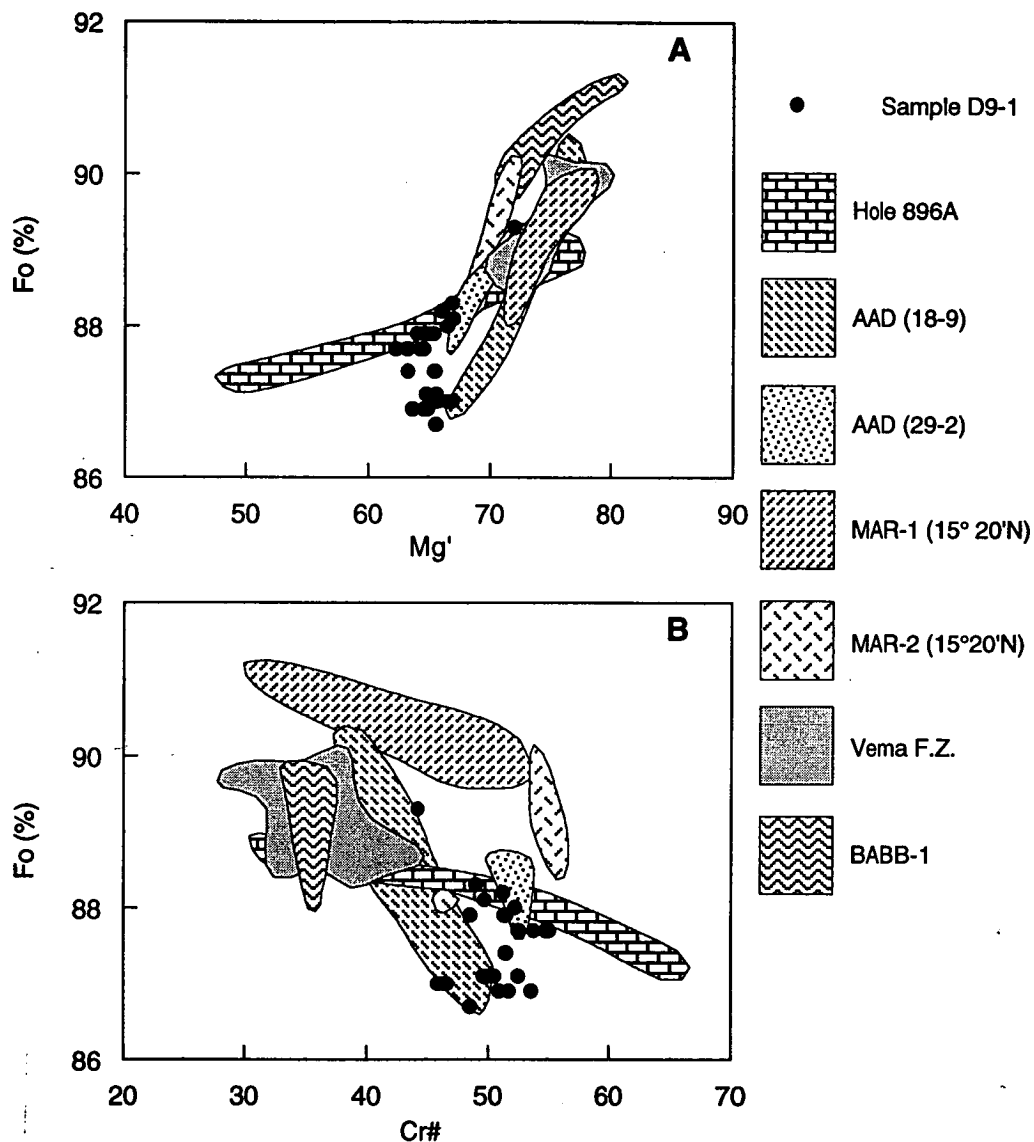 92
A
90
Fo (%)
88
86
40 50 60 70 80 90
Mg'
92
B
90
Fo (%)
88
86
20 30 40 50 60 70
Cr#
Sample D9-1
Hole 896A
AAD (18-9)
AAD (29-2)
MAR-1 (15° 20'N)
MAR-2 (15°20'N)
Vema F.Z.
BABB-1